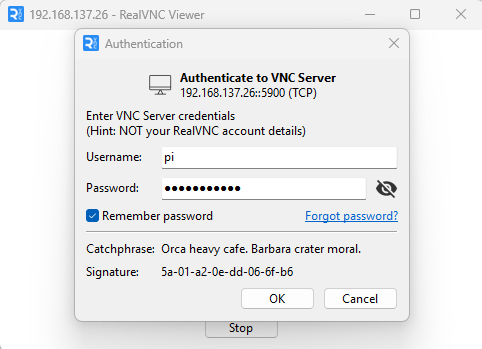 192.168.137.26 - RealVNC Viewer
Authentication
Authenticate to VNC Server
192.168.137.26::5900 (TCP)
Enter VNC Server credentials
(Hint: NOT your RealVNC account details)
Username: pi
Password: ●●●●●●●●●●●
Remember password Forgot password?
Catchphrase: Orca heavy cafe. Barbara crater moral.
Signature: 5a-01-a2-0e-dd-06-6f-b6
OK Cancel
Stop